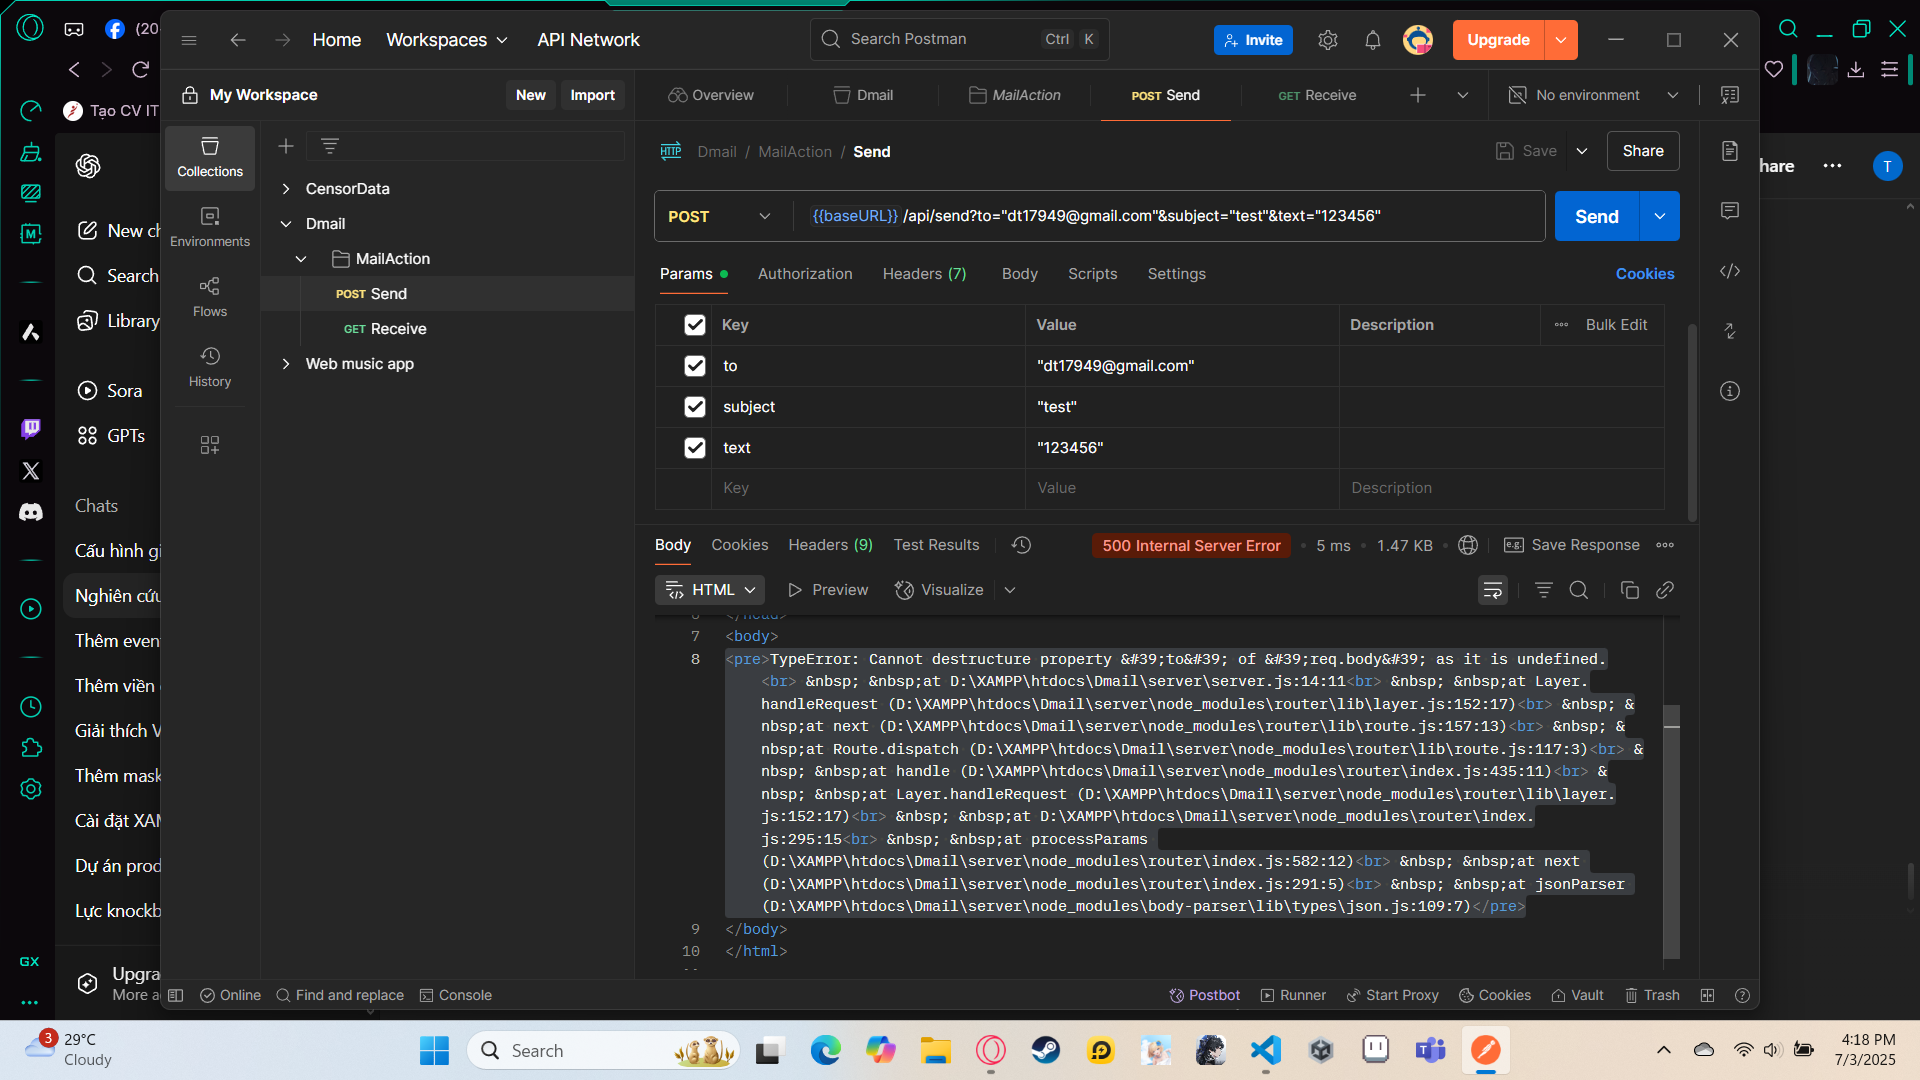 (20
Home
Workspaces
API Network
Search Postman
Ctrl
K
Invite
Upgrade
Tạo CV IT
My Workspace
New
Import
Overview
Dmail
MailAction
POST Send
GET Receive
No environment
Collections
Environments
Flows
History
CensorData
Dmail
MailAction
POST Send
GET Receive
Web music app
HTTP
Dmail / MailAction / Send
Save
Share
hare
T
POST
{{baseURL}} /api/send?to="dt17949@gmail.com"&subject="test"&text="123456"
Send
Params
Authorization
Headers (7)
Body
Scripts
Settings
Cookies
Key
Value
Description
Bulk Edit
to
"dt17949@gmail.com"
subject
"test"
text
"123456"
Key
Value
Description
Body
Cookies
Headers (9)
Test Results
500 Internal Server Error
5 ms
1.47 KB
e.g.
Save Response
HTML
Preview
Visualize
6 </head>
7 <body>
8 <pre>TypeError: Cannot destructure property &#39;to&#39; of &#39;req.body&#39; as it is undefined.
<br> &nbsp; &nbsp;at D:\XAMPP\htdocs\Dmail\server\server.js:14:11<br> &nbsp; &nbsp;at Layer.
handleRequest (D:\XAMPP\htdocs\Dmail\server\node_modules\router\lib\layer.js:152:17)<br> &nbsp; &
nbsp;at next (D:\XAMPP\htdocs\Dmail\server\node_modules\router\lib\route.js:157:13)<br> &nbsp; &
nbsp;at Route.dispatch (D:\XAMPP\htdocs\Dmail\server\node_modules\router\lib\route.js:117:3)<br> &
nbsp; &nbsp;at handle (D:\XAMPP\htdocs\Dmail\server\node_modules\router\index.js:435:11)<br> &
nbsp; &nbsp;at Layer.handleRequest (D:\XAMPP\htdocs\Dmail\server\node_modules\router\lib\layer.
js:152:17)<br> &nbsp; &nbsp;at D:\XAMPP\htdocs\Dmail\server\node_modules\router\index.
js:295:15<br> &nbsp; &nbsp;at processParams
(D:\XAMPP\htdocs\Dmail\server\node_modules\router\index.js:582:12)<br> &nbsp; &nbsp;at next
(D:\XAMPP\htdocs\Dmail\server\node_modules\router\index.js:291:5)<br> &nbsp; &nbsp;at jsonParser
(D:\XAMPP\htdocs\Dmail\server\node_modules\body-parser\lib\types\json.js:109:7)</pre>
9 </body>
10 </html>
New ch
Search
Library
Sora
GPTs
Chats
Cấu hình gi
Nghiên cứu
Thêm even
Thêm viền
Giải thích V
Thêm mask
Cài đặt XAM
Dự án prod
Lực knockb
Upgra
More a
M
GX
Online
Find and replace
Console
Postbot
Runner
Start Proxy
Cookies
Vault
Trash
3
29°C
Cloudy
Search
4:18 PM
7/3/2025